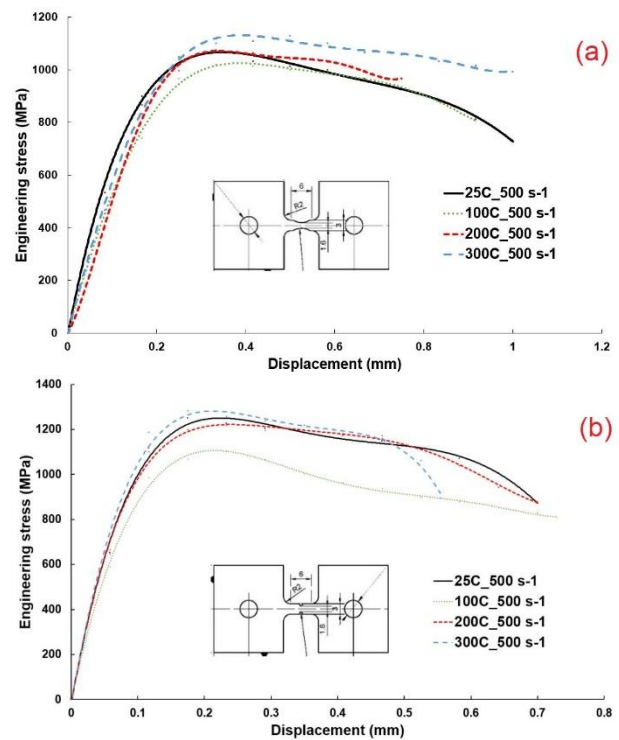 1200
1000
800
600
400
200
0
Engineering stress (MPa)
(a)
6
R2
3
1.6
25C_500 s-1
100C_500 s-1
200C_500 s-1
300C_500 s-1
0 0.2 0.4 0.6 0.8 1 1.2
Displacement (mm)
1400
1200
1000
800
600
400
200
0
Engineering stress (MPa)
(b)
6
R2
3
1.6
25C_500 s-1
100C_500 s-1
200C_500 s-1
300C_500 s-1
0 0.1 0.2 0.3 0.4 0.5 0.6 0.7 0.8
Displacement (mm)